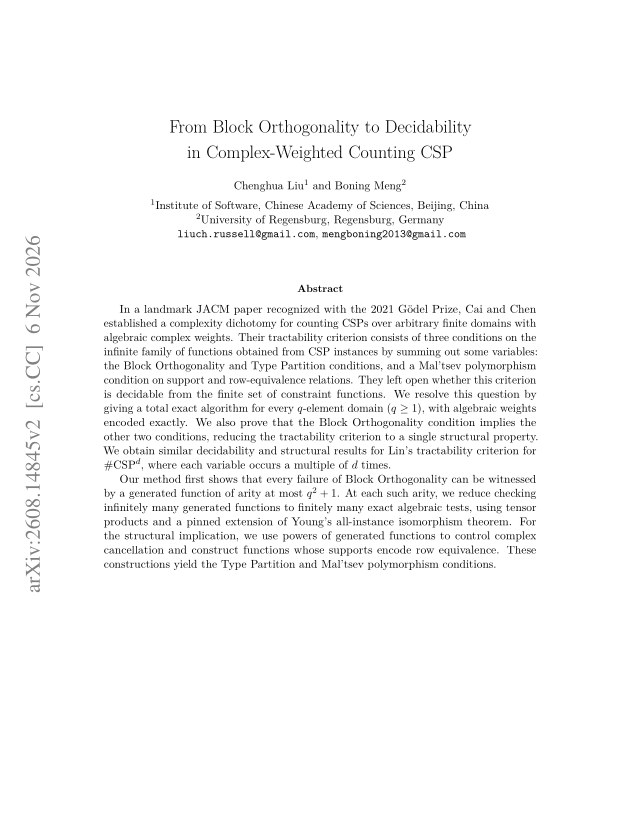 From Block Orthogonality to Decidability
in Complex-Weighted Counting CSP
Chenghua Liu1 and Boning Meng2
1Institute of Software, Chinese Academy of Sciences, Beijing, China
2University of Regensburg, Regensburg, Germany
liuch.russell@gmail.com, mengboning2013@gmail.com
arXiv:2608.14845v2 [cs.CC] 6 Nov 2026
Abstract
In a landmark JACM paper recognized with the 2021 Gödel Prize, Cai and Chen
established a complexity dichotomy for counting CSPs over arbitrary finite domains with
algebraic complex weights. Their tractability criterion consists of three conditions on the
infinite family of functions obtained from CSP instances by summing out some variables:
the Block Orthogonality and Type Partition conditions, and a Mal'tsev polymorphism
condition on support and row-equivalence relations. They left open whether this criterion
is decidable from the finite set of constraint functions. We resolve this question by
giving a total exact algorithm for every q-element domain (q ≥ 1), with algebraic weights
encoded exactly. We also prove that the Block Orthogonality condition implies the
other two conditions, reducing the tractability criterion to a single structural property.
We obtain similar decidability and structural results for Lin's tractability criterion for
#CSPd, where each variable occurs a multiple of d times.
Our method first shows that every failure of Block Orthogonality can be witnessed
by a generated function of arity at most q2 + 1. At each such arity, we reduce checking
infinitely many generated functions to finitely many exact algebraic tests, using tensor
products and a pinned extension of Young's all-instance isomorphism theorem. For
the structural implication, we use powers of generated functions to control complex
cancellation and construct functions whose supports encode row equivalence. These
constructions yield the Type Partition and Mal'tsev polymorphism conditions.